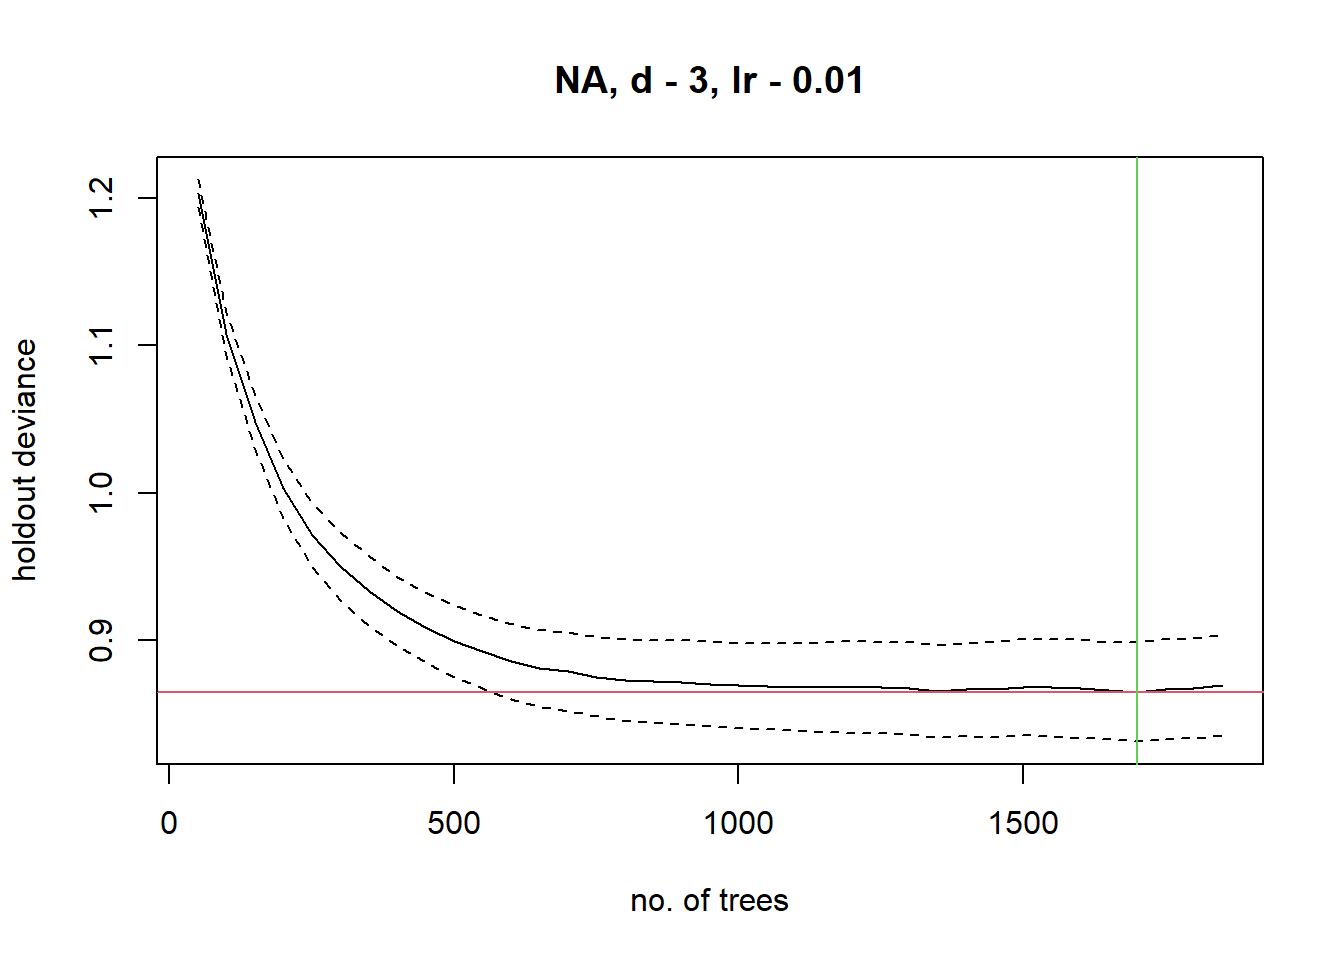 NA, d - 3, lr - 0.01
holdout deviance
1.2
1.1
1.0
0.9
0
500
1000
1500
no. of trees